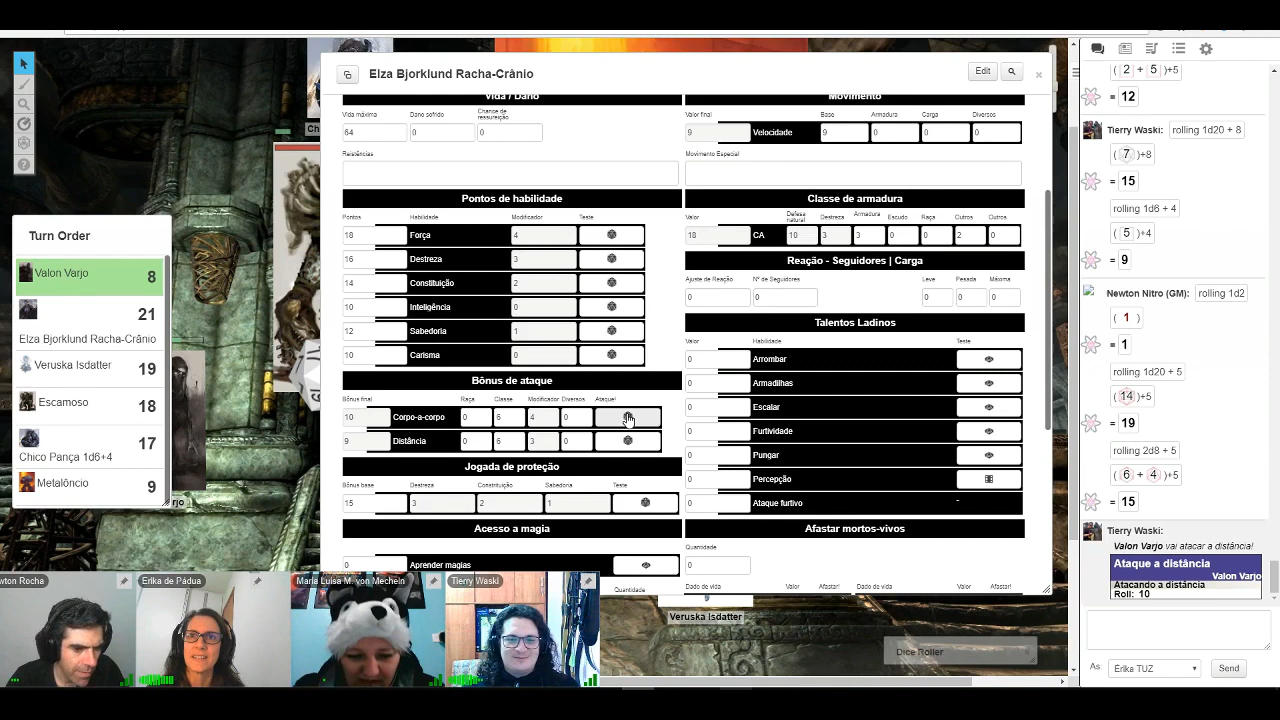 Elza Bjorklund Racha-Crânio
Edit
Vida / Dano
Vida máxima
Dano sofrido
Chance de
ressureição
64
0
0
Reistências
Pontos de habilidade
Pontos
Habilidade
Modificador
Teste
18 Força 4
16 Destreza 3
14 Constituição 2
10 Inteligência 0
12 Sabedoria 1
10 Carisma 0
Bônus de ataque
Bônus final
Raça
Classe
Modificador
Diversos
Ataque!
10 Corpo-a-corpo 0 6 4 0
9 Distância 0 6 3 0
Jogada de proteção
Bônus base
Destreza
Constrituição
Sabedoria
Teste
15 3 2 1
Acesso a magia
0 Aprender magias
Quantidade
Movimento
Valor final
Base
Armadura
Carga
Diversos
9 Velocidade 9 0 0 0
Movimento Especial
Classe de armadura
Valor
Defesa
natural
Destreza
Armadura
Escudo
Raça
Outros
Outros
18 CA 10 3 3 0 0 2 0
Reação - Seguidores | Carga
Ajuste de Reação
Nº de Seguidores
Leve
Pesada
Máxima
0 0 0 0 0
Talentos Ladinos
Valor
Habilidade
Teste
0 Arrombar
0 Armadilhas
0 Escalar
0 Furtividade
0 Pungar
0 Percepção
0 Ataque furtivo -
Afastar mortos-vivos
Quantidade
0
Dado de vida
Valor
Afastar!
Dado de vida
Valor
Afastar!
Turn Order
Valon Varjo 8
21
Elza Bjorklund Racha-Crânio
Veruska Isdatter 19
Escamoso 18
17
Chico Pança 1d6+4
Metalôncio 9
Ch
rjo
wton Rocha
Erika de Pádua
Maria Luisa M. von Mecheln
Tierry Waski
Veruska Isdatter
Dice Roller
( 2 + 5 )+5
= 12
Tierry Waski: rolling 1d20 + 8
( 7 )+8
= 15
rolling 1d6 + 4
( 5 )+4
= 9
Newton Nitro (GM): rolling 1d2
( 1 )
= 1
rolling 1d20 + 5
( 14 )+5
= 19
rolling 2d8 + 5
( 6 + 4 )+5
= 15
Tierry Waski:
Valon Varjo vai atacar a distância!
Ataque a distância
Valon Varjo
Atacando a distância
Roll: 10
As: Érika TUZ
Send